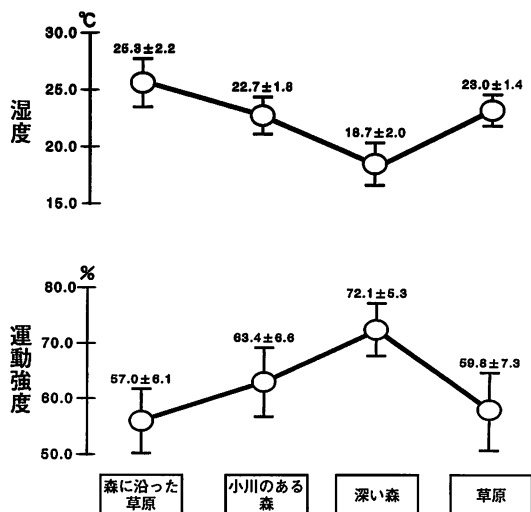 ℃
30.0
25.0
20.0
15.0
湿度
25.3±2.2
22.7±1.8
18.7±2.0
23.0±1.4
%
80.0
70.0
60.0
50.0
運動強度
57.0±6.1
63.4±6.6
72.1±5.3
59.8±7.3
森に沿った
草原
小川のある
森
深い森
草原